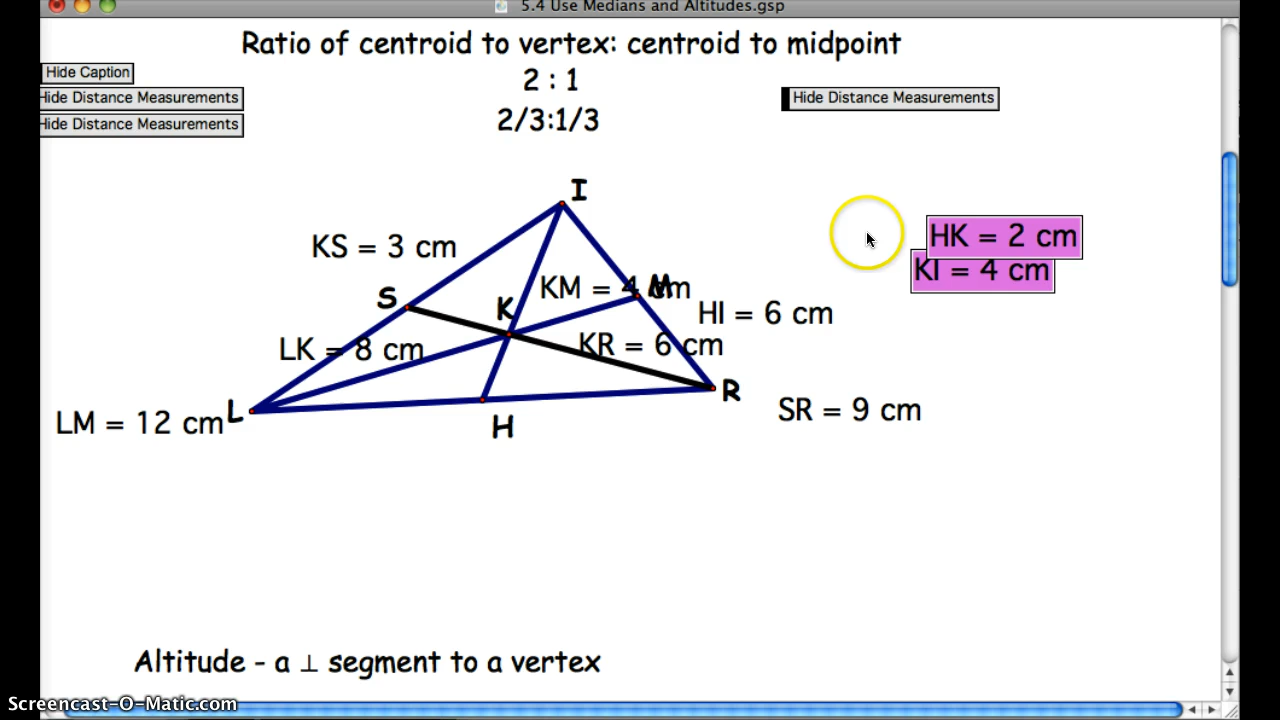 5.4 Use Medians and Altitudes.gsp
Ratio of centroid to vertex: centroid to midpoint
Hide Caption
2 : 1
Hide Distance Measurements
Hide Distance Measurements
Hide Distance Measurements
2/3:1/3
I
KS = 3 cm
HK = 2 cm
KI = 4 cm
S
KM = 4 cm
M
K
HI = 6 cm
LK = 8 cm
KR = 6 cm
R
L
LM = 12 cm
SR = 9 cm
H
Altitude - a ⊥ segment to a vertex
Screencast-O-Matic.com